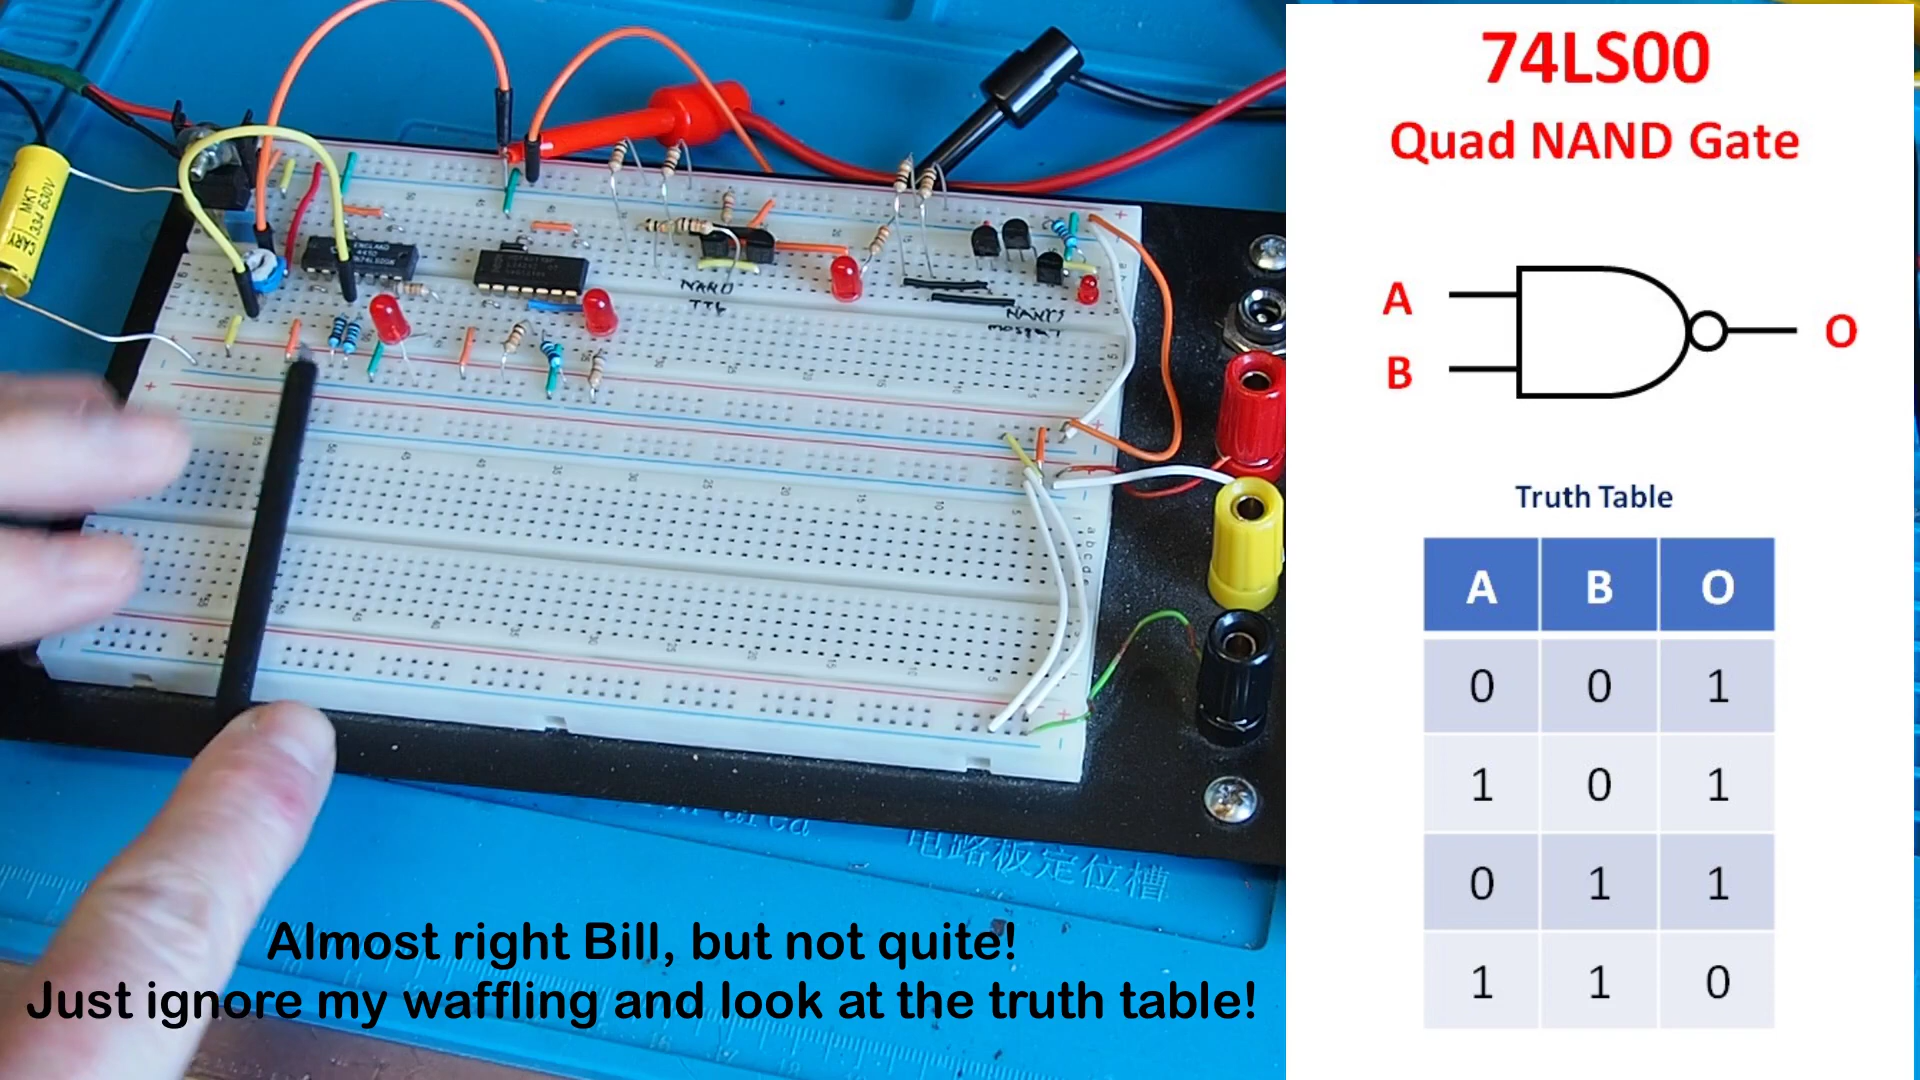 74LS00
Quad NAND Gate
A
B
O
Truth Table
A B O
0 0 1
1 0 1
0 1 1
1 1 0
MKT
NAND
TTL
area
电路板定位槽
Almost right Bill, but not quite!
Just ignore my waffling and look at the truth table!